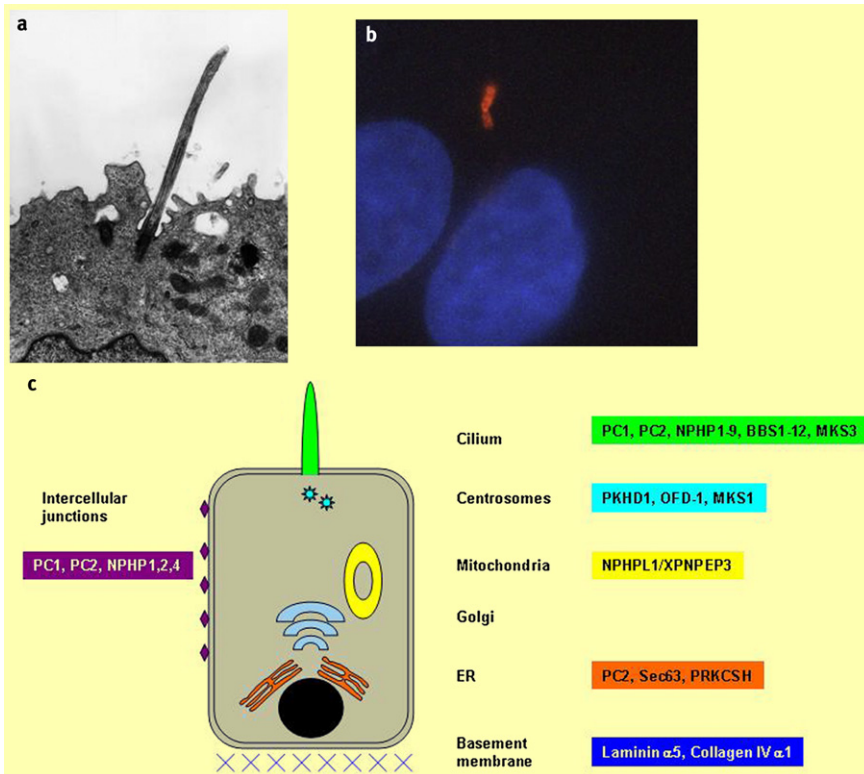 a
b
c
Cilium
PC1, PC2, NPHP1-9, BBS1-12, MKS3
Intercellular
junctions
Centrosomes
PKHD1, OFD-1, MKS1
PC1, PC2, NPHP1,2,4
Mitochondria
NPHPL1/XPNPEP3
Golgi
ER
PC2, Sec63, PRKCSH
Basement
membrane
Laminin α5, Collagen IV α1